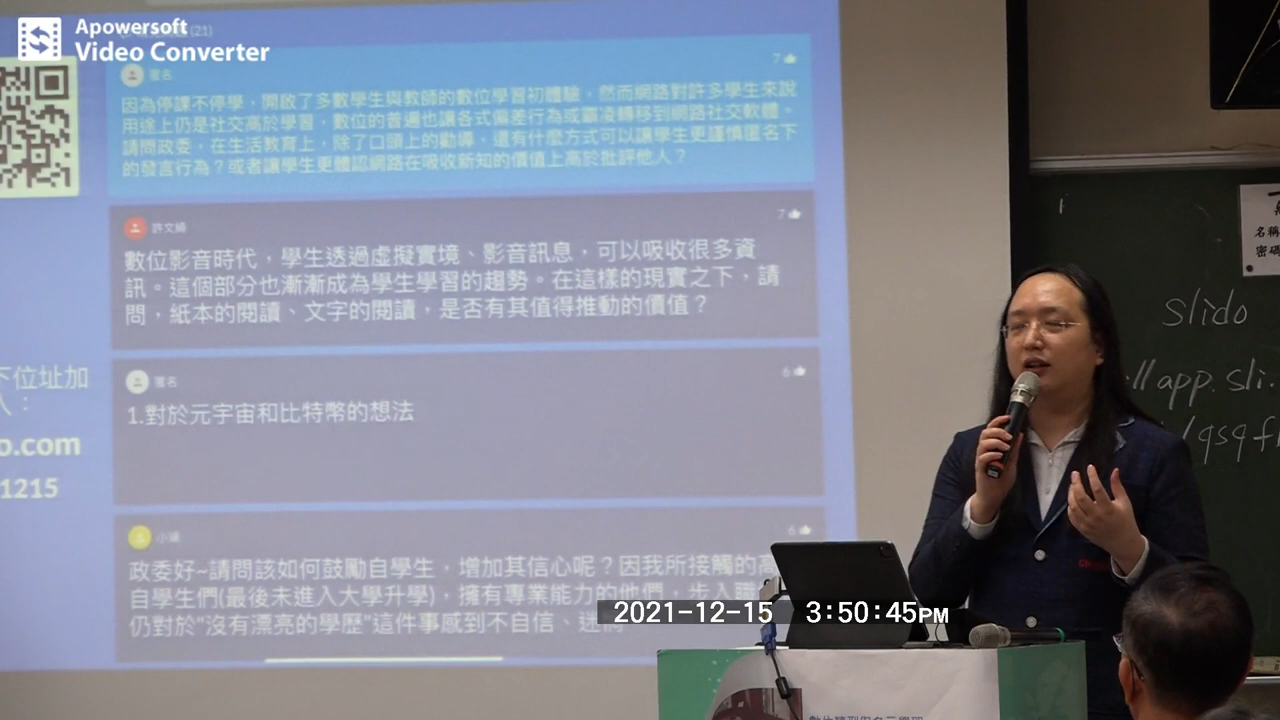 Apowersoft
Video Converter
(21)
匿名
7
因為停課不停學，開啟了多數學生與教師的數位學習初體驗，然而網路對許多學生來說
用途上仍是社交高於學習，數位的普遍也讓各式偏差行為或霸凌轉移到網路社交軟體。
請問政委，在生活教育上，除了口頭上的勸導，還有什麼方式可以讓學生更謹慎匿名下
的發言行為？或者讓學生更體認網路在吸收新知的價值上高於批評他人？
7
數位影音時代，學生透過虛擬實境、影音訊息，可以吸收很多資
訊。這個部分也漸漸成為學生學習的趨勢。在這樣的現實之下，請
問，紙本的閱讀、文字的閱讀，是否有其值得推動的價值？
匿名
6
1.對於元宇宙和比特幣的想法
6
政委好~請問該如何鼓勵自學生，增加其信心呢？因我所接觸的高
自學生們(最後未進入大學升學)，擁有專業能力的他們，步入職
仍對於"沒有漂亮的學歷"這件事感到不自信、迷
下位址加
入：
o.com
1215
2021-12-15 3:50:45PM
名稱
密碼
slido
//app.sli.
/qsqf